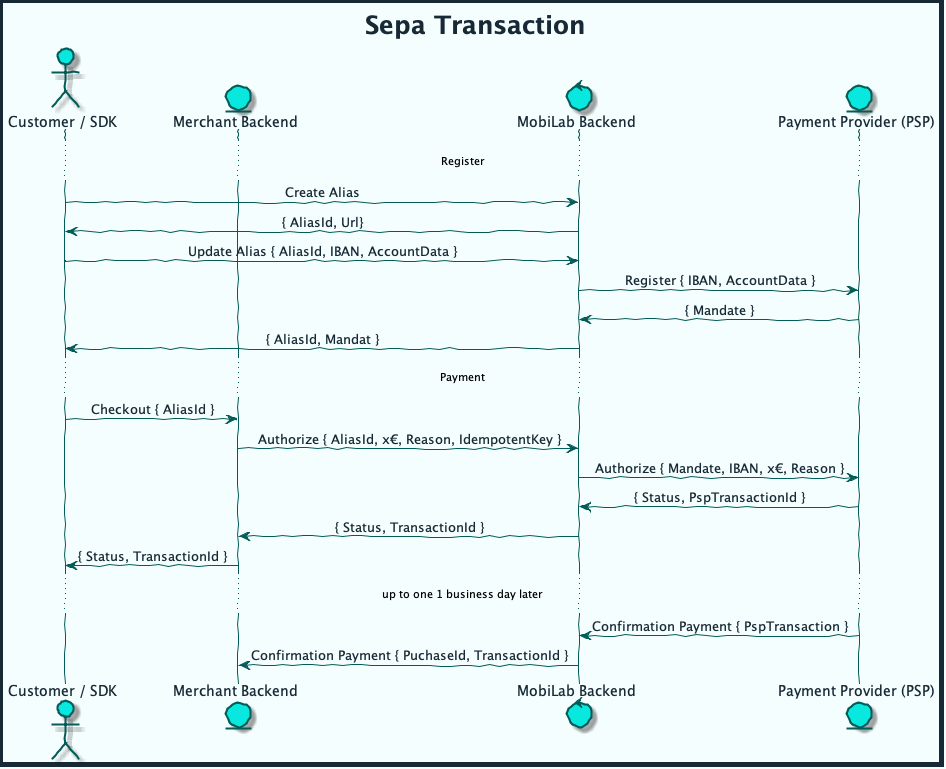 Sepa Transaction
Customer / SDK
Merchant Backend
MobiLab Backend
Payment Provider (PSP)
Register
Create Alias
{ AliasId, Url}
Update Alias { AliasId, IBAN, AccountData }
Register { IBAN, AccountData }
{ Mandate }
{ AliasId, Mandat }
Payment
Checkout { AliasId }
Authorize { AliasId, x€, Reason, IdempotentKey }
Authorize { Mandate, IBAN, x€, Reason }
{ Status, PspTransactionId }
{ Status, TransactionId }
{ Status, TransactionId }
up to one 1 business day later
Confirmation Payment { PspTransaction }
Confirmation Payment { PuchaseId, TransactionId }
Customer / SDK
Merchant Backend
MobiLab Backend
Payment Provider (PSP)